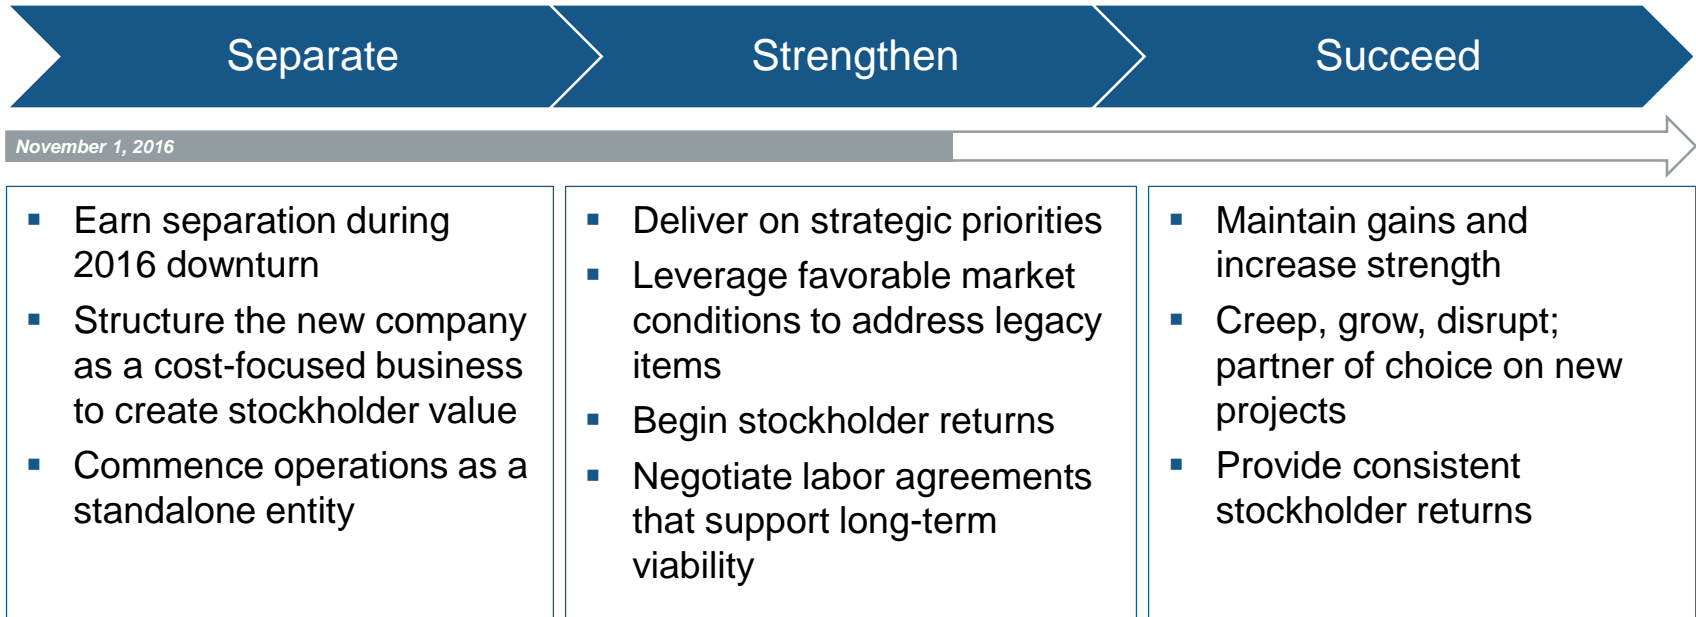 Separate
Strengthen
Succeed
November 1, 2016
▪ Earn separation during
2016 downturn
▪ Structure the new company
as a cost-focused business
to create stockholder value
▪ Commence operations as a
standalone entity
▪ Deliver on strategic priorities
▪ Leverage favorable market
conditions to address legacy
items
▪ Begin stockholder returns
▪ Negotiate labor agreements
that support long-term
viability
▪ Maintain gains and
increase strength
▪ Creep, grow, disrupt;
partner of choice on new
projects
▪ Provide consistent
stockholder returns